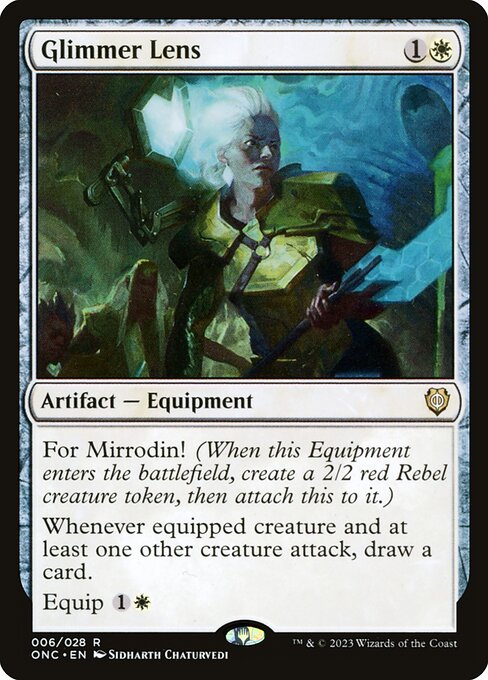 Glimmer Lens 1
Artifact — Equipment
For Mirrodin! (When this Equipment
enters the battlefield, create a 2/2 red Rebel
creature token, then attach this to it.)
Whenever equipped creature and at
least one other creature attack, draw a
card.
Equip 1
006/028 R
ONC • EN SIDHARTH CHATURVEDI
™ & © 2023 Wizards of the Coast